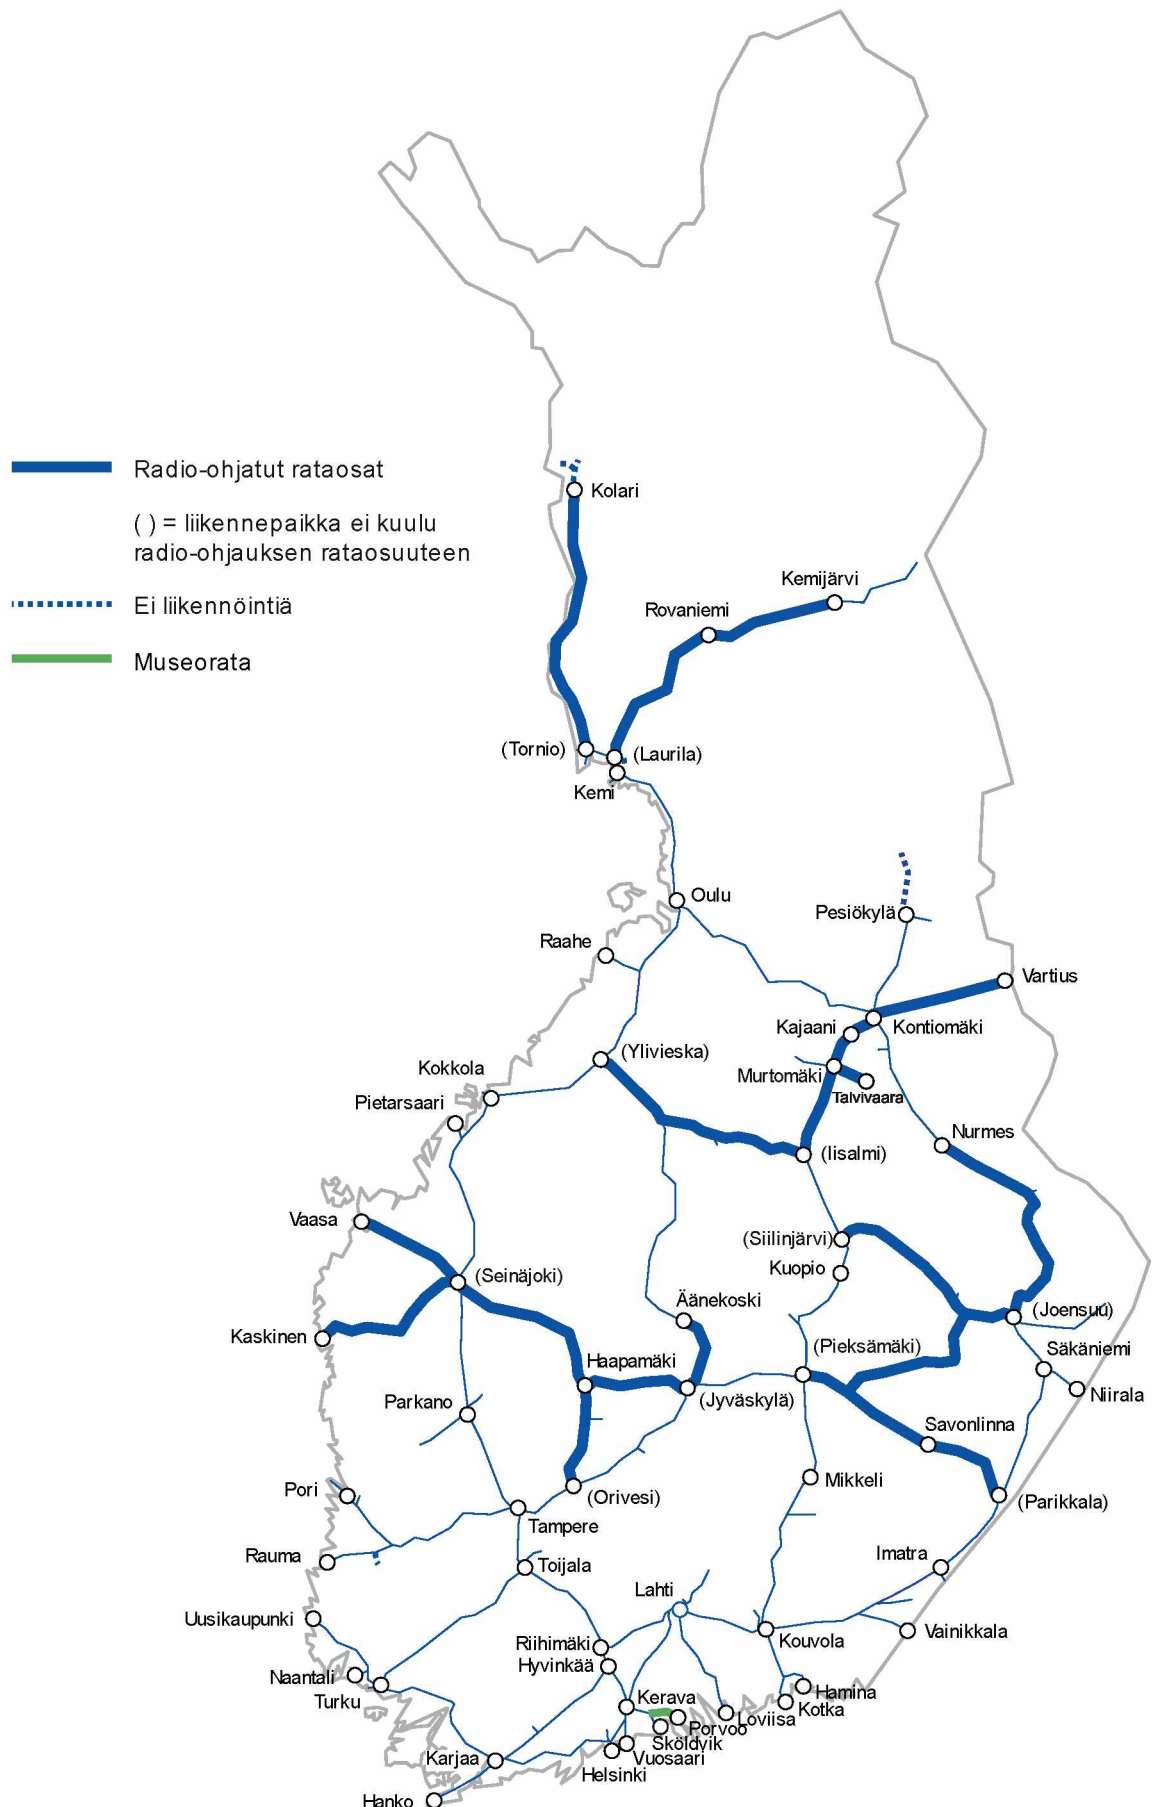 Radio-ohjatut rataosat
( ) = liikennepaikka ei kuulu
radio-ohjauksen rataosuuteen
Ei liikennöintiä
Museorata
Kolari
Kemijärvi
Rovaniemi
(Tornio)
(Laurila)
Kemi
Oulu
Pesiökylä
Raahe
Vartius
Kajaani
Kontiomäki
(Ylivieska)
Murtomäki
Talvivaara
Kokkola
Pietarsaari
Nurmes
(Iisalmi)
Vaasa
(Siilinjärvi)
Kuopio
(Seinäjoki)
Äänekoski
(Joensuu)
Kaskinen
(Pieksämäki)
Säkäniemi
Haapamäki
Niirala
Parkano
(Jyväskylä)
Savonlinna
Mikkeli
Pori
(Orivesi)
(Parikkala)
Tampere
Rauma
Imatra
Toijala
Lahti
Uusikaupunki
Vainikkala
Riihimäki
Kouvola
Hyvinkää
Naantali
Turku
Hamina
Kerava
Kotka
Loviisa
Porvoo
Sköldvik
Karjaa
Vuosaari
Helsinki
Hanko